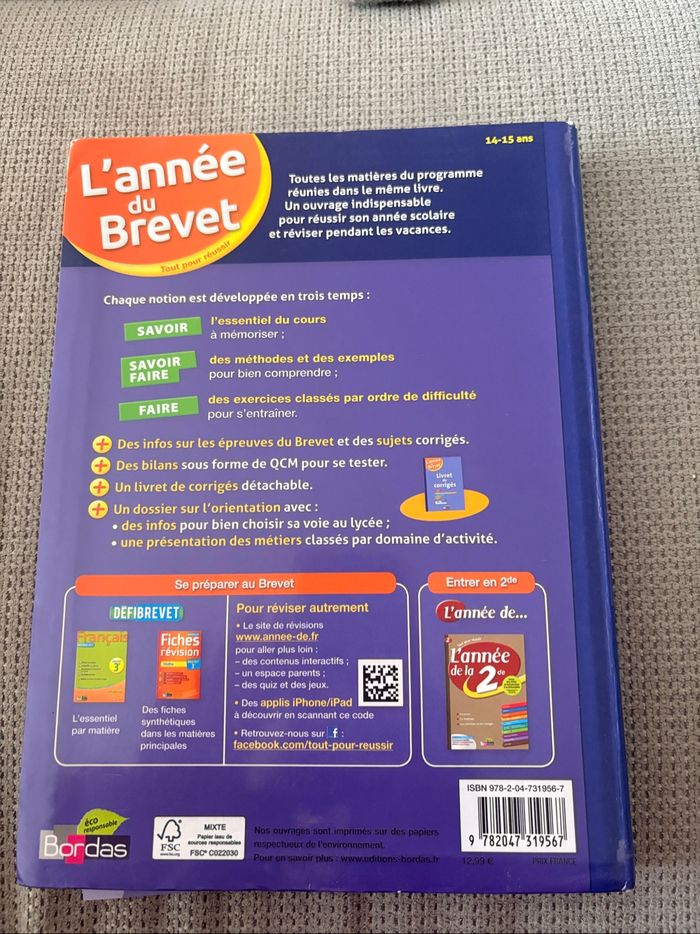 L'année
du
Brevet
Tout pour réussir
14-15 ans
Toutes les matières du programme
réunies dans le même livre.
Un ouvrage indispensable
pour réussir son année scolaire
et réviser pendant les vacances.
Chaque notion est développée en trois temps :
SAVOIR
l'essentiel du cours
à mémoriser ;
SAVOIR
FAIRE
des méthodes et des exemples
pour bien comprendre ;
FAIRE
des exercices classés par ordre de difficulté
pour s'entraîner.
+ Des infos sur les épreuves du Brevet et des sujets corrigés.
+ Des bilans sous forme de QCM pour se tester.
+ Un livret de corrigés détachable.
+ Un dossier sur l'orientation avec :
• des infos pour bien choisir sa voie au lycée ;
• une présentation des métiers classés par domaine d'activité.
Livret
de
corrigés
Se préparer au Brevet
DÉFIBREVET
Français
3
Fiches
révision
L'essentiel
par matière
Des fiches
synthétiques
dans les matières
principales
Pour réviser autrement
• Le site de révisions
www.annee-de.fr
pour aller plus loin :
– des contenus interactifs ;
– un espace parents ;
– des quiz et des jeux.
• Des applis iPhone/iPad
à découvrir en scannant ce code
• Retrouvez-nous sur f :
facebook.com/tout-pour-reussir
Entrer en 2de
L'année de...
L'année
de la 2de
éco
responsable
Bordas
FSC
www.fsc.org
MIXTE
Papier issu de
sources responsables
FSC® C022030
Nos ouvrages sont imprimés sur des papiers
respectueux de l'environnement.
Pour en savoir plus : www.editions-bordas.fr
ISBN 978-2-04-731956-7
9 782047 319567
12,99 € PRIX FRANCE